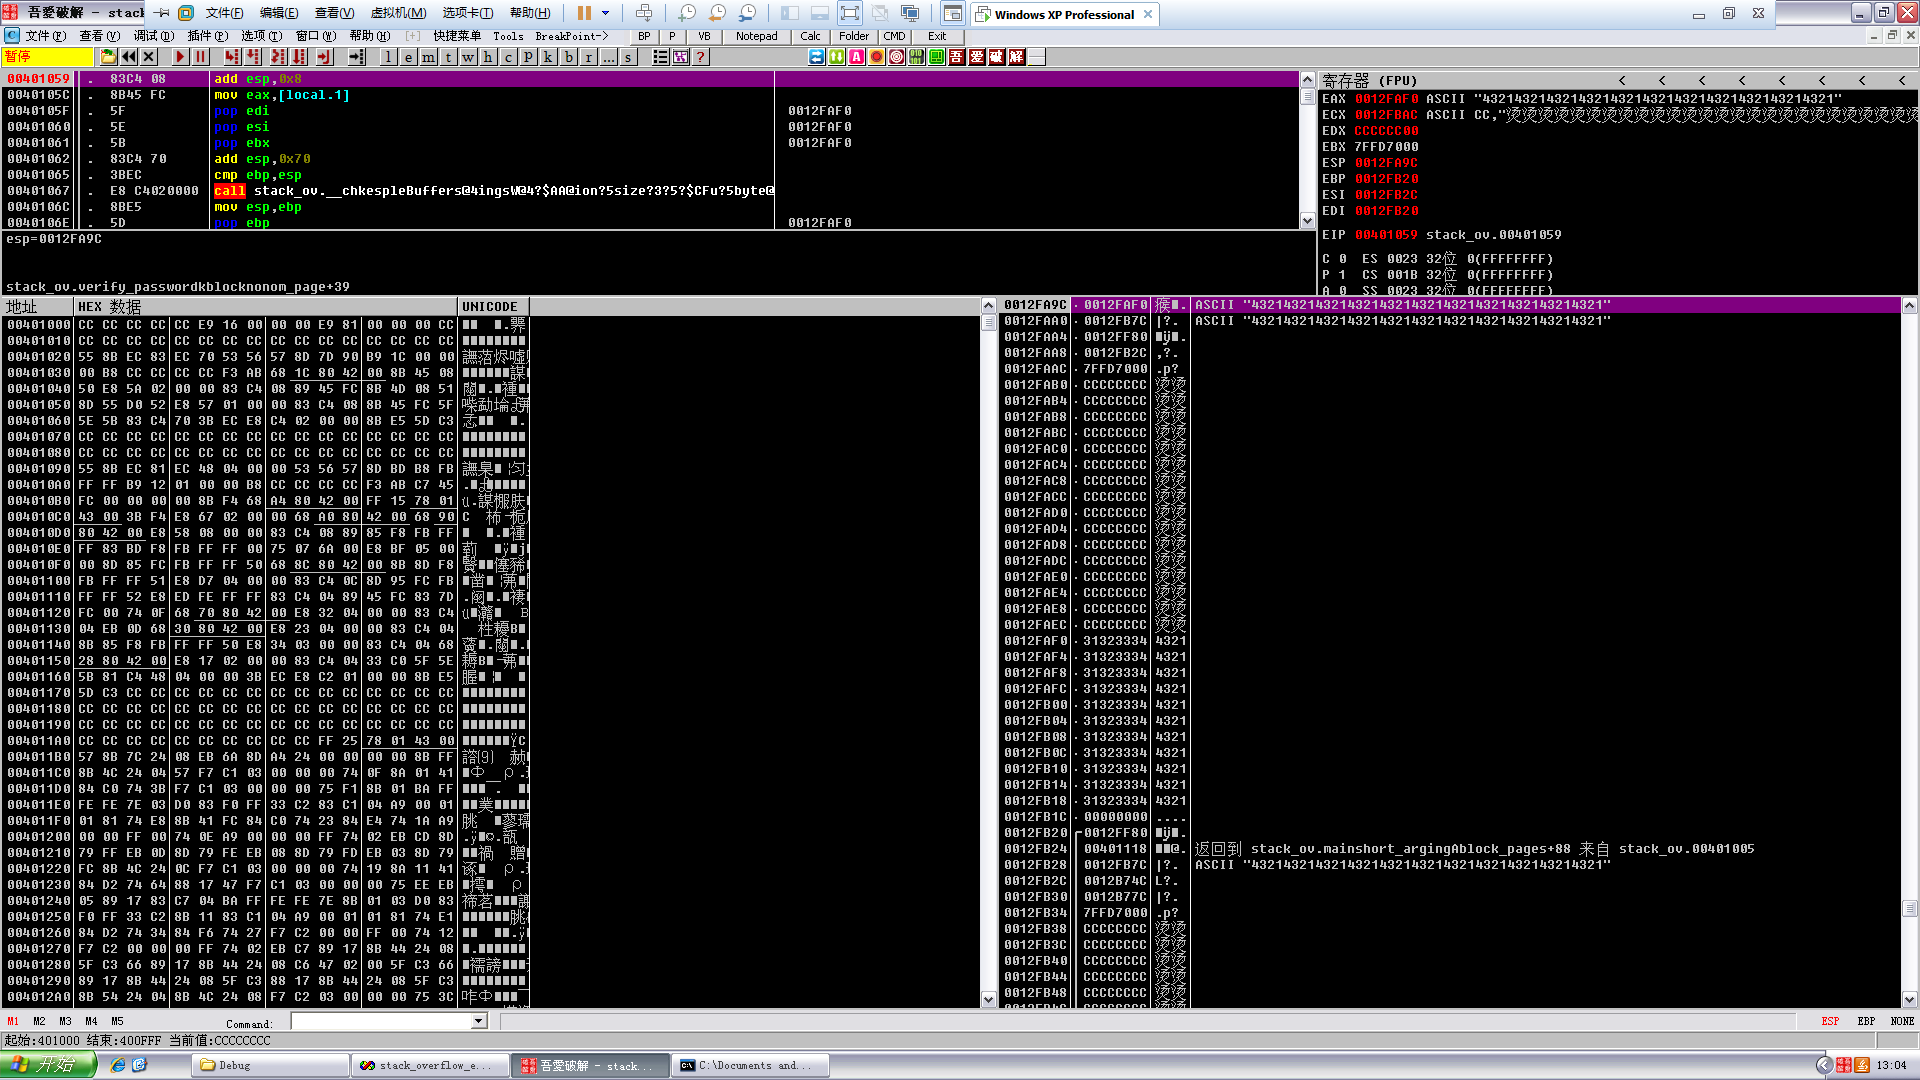 吾爱破解 - stack
文件(F) 编辑(E) 查看(V) 虚拟机(M) 选项卡(T) 帮助(H)
Windows XP Professional
文件(F) 查看(V) 调试(D) 插件(P) 选项(T) 窗口(W) 帮助(H) [+] 快捷菜单 Tools BreakPoint->
BP P VB Notepad Calc Folder CMD Exit
暂停
l e m t w h c p k b r ... s
吾 爱 破 解
00401059 . 83C4 08 add esp,0x8
0040105C . 8B45 FC mov eax,[local.1]
0040105F . 5F pop edi 0012FAF0
00401060 . 5E pop esi 0012FAF0
00401061 . 5B pop ebx 0012FAF0
00401062 . 83C4 70 add esp,0x70
00401065 . 3BEC cmp ebp,esp
00401067 . E8 C4020000 call stack_ov.__chkespleBuffers@4ingsW@4?$AA@ion?5size?3?5?$CFu?5byte@
0040106C . 8BE5 mov esp,ebp
0040106E . 5D pop ebp 0012FAF0
esp=0012FA9C
stack_ov.verify_passwordkblocknonom_page+39
寄存器 (FPU)
EAX 0012FAF0 ASCII "43214321432143214321432143214321432143214321"
ECX 0012FBAC ASCII CC,"烫烫烫烫烫烫烫烫烫烫烫烫烫烫烫烫烫烫烫烫烫烫烫烫烫
EDX CCCCCC00
EBX 7FFD7000
ESP 0012FA9C
EBP 0012FB20
ESI 0012FB2C
EDI 0012FB20
EIP 00401059 stack_ov.00401059
C 0 ES 0023 32位 0(FFFFFFFF)
P 1 CS 001B 32位 0(FFFFFFFF)
A 0 SS 0023 32位 0(FFFFFFFF)
地址 HEX 数据 UNICODE
00401000 CC CC CC CC CC E9 16 00 00 00 E9 81 00 00 00 CC
00401010 CC CC CC CC CC CC CC CC CC CC CC CC CC CC CC CC
00401020 55 8B EC 83 EC 70 53 56 57 8D 7D 90 B9 1C 00 00
00401030 00 B8 CC CC CC CC F3 AB 68 1C 80 42 00 8B 45 08
00401040 50 E8 5A 02 00 00 83 C4 08 89 45 FC 8B 4D 08 51
00401050 8D 55 D0 52 E8 57 01 00 00 83 C4 08 8B 45 FC 5F
00401060 5E 5B 83 C4 70 3B EC E8 C4 02 00 00 8B E5 5D C3
00401070 CC CC CC CC CC CC CC CC CC CC CC CC CC CC CC CC
00401080 CC CC CC CC CC CC CC CC CC CC CC CC CC CC CC CC
00401090 55 8B EC 81 EC 48 04 00 00 53 56 57 8D BD B8 FB
004010A0 FF FF B9 12 01 00 00 B8 CC CC CC CC F3 AB C7 45
004010B0 FC 00 00 00 00 8B F4 68 A4 80 42 00 FF 15 78 01
004010C0 43 00 3B F4 E8 67 02 00 00 68 A0 80 42 00 68 90
004010D0 80 42 00 E8 58 08 00 00 83 C4 08 89 85 F8 FB FF
004010E0 FF 83 BD F8 FB FF FF 00 75 07 6A 00 E8 BF 05 00
004010F0 00 8D 85 FC FB FF FF 50 68 8C 80 42 00 8B 8D F8
00401100 FB FF FF 51 E8 D7 04 00 00 83 C4 0C 8D 95 FC FB
00401110 FF FF 52 E8 ED FE FF FF 83 C4 04 89 45 FC 83 7D
00401120 FC 00 74 0F 68 70 80 42 00 E8 32 04 00 00 83 C4
00401130 04 EB 0D 68 30 80 42 00 E8 23 04 00 00 83 C4 04
00401140 8B 85 F8 FB FF FF 50 E8 34 03 00 00 83 C4 04 68
00401150 28 80 42 00 E8 17 02 00 00 83 C4 04 33 C0 5F 5E
00401160 5B 81 C4 48 04 00 00 3B EC E8 C2 01 00 00 8B E5
00401170 5D C3 CC CC CC CC CC CC CC CC CC CC CC CC CC CC
00401180 CC CC CC CC CC CC CC CC CC CC CC CC CC CC CC CC
00401190 CC CC CC CC CC CC CC CC CC CC CC CC CC CC CC CC
004011A0 CC CC CC CC CC CC CC CC CC CC FF 25 78 01 43 00
004011B0 57 8B 7C 24 08 EB 6A 8D A4 24 00 00 00 00 8B FF
004011C0 8B 4C 24 04 57 F7 C1 03 00 00 00 74 0F 8A 01 41
004011D0 84 C0 74 3B F7 C1 03 00 00 00 75 F1 8B 01 BA FF
004011E0 FE FE 7E 03 D0 83 F0 FF 33 C2 83 C1 04 A9 00 01
004011F0 01 81 74 E8 8B 41 FC 84 C0 74 23 84 E4 74 1A A9
00401200 00 00 FF 00 74 0E A9 00 00 00 FF 74 02 EB CD 8D
00401210 79 FF EB 0D 8D 79 FE EB 08 8D 79 FD EB 03 8D 79
00401220 FC 8B 4C 24 0C F7 C1 03 00 00 00 74 19 8A 11 41
00401230 84 D2 74 64 88 17 47 F7 C1 03 00 00 00 75 EE EB
00401240 05 89 17 83 C7 04 BA FF FE FE 7E 8B 01 03 D0 83
00401250 F0 FF 33 C2 8B 11 83 C1 04 A9 00 01 01 81 74 E1
00401260 84 D2 74 34 84 F6 74 27 F7 C2 00 00 FF 00 74 12
00401270 F7 C2 00 00 00 FF 74 02 EB C7 89 17 8B 44 24 08
00401280 5F C3 66 89 17 8B 44 24 08 C6 47 02 00 5F C3 66
00401290 89 17 8B 44 24 08 5F C3 88 17 8B 44 24 08 5F C3
004012A0 8B 54 24 04 8B 4C 24 08 F7 C2 03 00 00 00 75 3C
0012FA9C 0012FAF0 ASCII "43214321432143214321432143214321432143214321"
0012FAA0 0012FB7C |?. ASCII "43214321432143214321432143214321432143214321"
0012FAA4 0012FF80
0012FAA8 0012FB2C ,?.
0012FAAC 7FFD7000 .p?
0012FAB0 CCCCCCCC 烫烫
0012FAB4 CCCCCCCC 烫烫
0012FAB8 CCCCCCCC 烫烫
0012FABC CCCCCCCC 烫烫
0012FAC0 CCCCCCCC 烫烫
0012FAC4 CCCCCCCC 烫烫
0012FAC8 CCCCCCCC 烫烫
0012FACC CCCCCCCC 烫烫
0012FAD0 CCCCCCCC 烫烫
0012FAD4 CCCCCCCC 烫烫
0012FAD8 CCCCCCCC 烫烫
0012FADC CCCCCCCC 烫烫
0012FAE0 CCCCCCCC 烫烫
0012FAE4 CCCCCCCC 烫烫
0012FAE8 CCCCCCCC 烫烫
0012FAEC CCCCCCCC 烫烫
0012FAF0 31323334 4321
0012FAF4 31323334 4321
0012FAF8 31323334 4321
0012FAFC 31323334 4321
0012FB00 31323334 4321
0012FB04 31323334 4321
0012FB08 31323334 4321
0012FB0C 31323334 4321
0012FB10 31323334 4321
0012FB14 31323334 4321
0012FB18 31323334 4321
0012FB1C 00000000 ....
0012FB20 0012FF80
0012FB24 00401118 返回到 stack_ov.mainshort_argingAblock_pages+88 来自 stack_ov.00401005
0012FB28 0012FB7C |?. ASCII "43214321432143214321432143214321432143214321"
0012FB2C 0012B74C L?.
0012FB30 0012B77C |?.
0012FB34 7FFD7000 .p?
0012FB38 CCCCCCCC 烫烫
0012FB3C CCCCCCCC 烫烫
0012FB40 CCCCCCCC 烫烫
0012FB44 CCCCCCCC 烫烫
0012FB48 CCCCCCCC 烫烫
M1 M2 M3 M4 M5 Command: ESP EBP NONE
起始:401000 结束:400FFF 当前值:CCCCCCCC
开始 Debug stack_overflow_e... 吾爱破解 - stack... C:\Documents and... 13:04